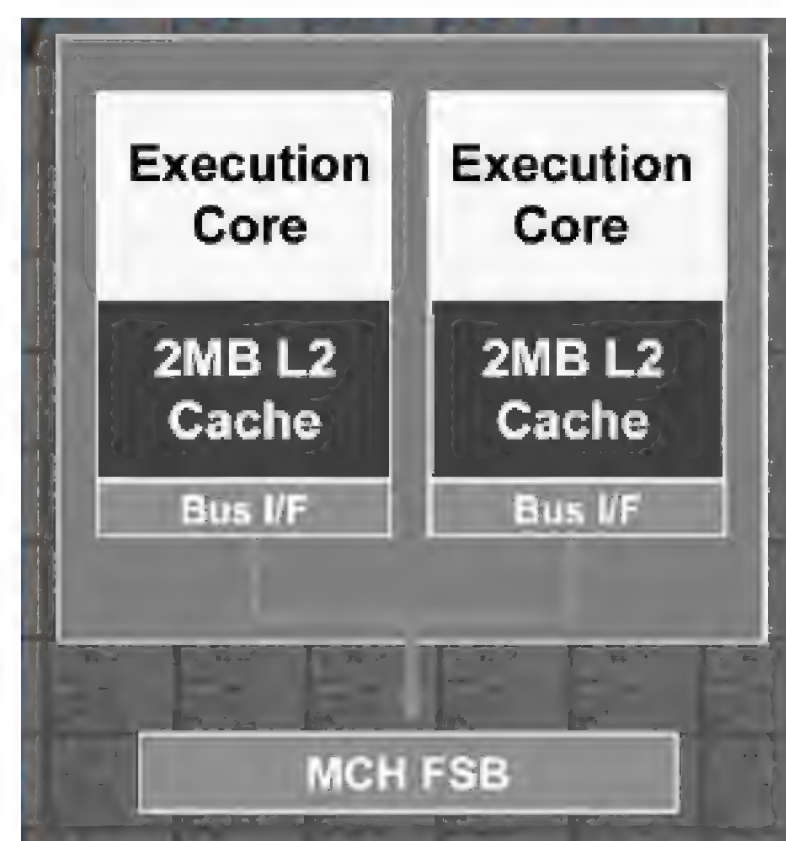 Execution
Core
2MB L2
Cache
Bus I/F
Execution
Core
2MB L2
Cache
Bus I/F
MCH FSB